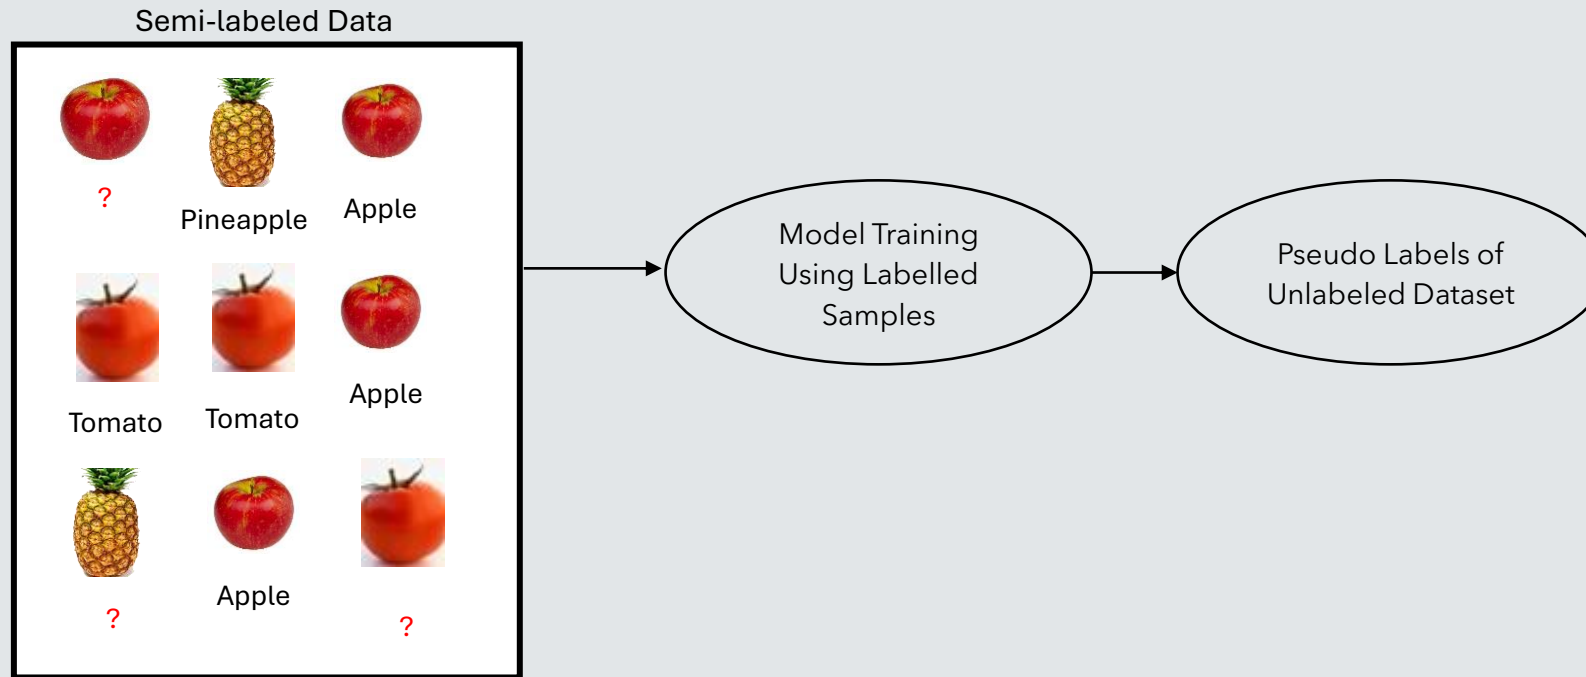 Semi-labeled Data
?
Pineapple
Apple
Tomato
Tomato
Apple
?
Apple
?
Model Training
Using Labelled
Samples
Pseudo Labels of
Unlabeled Dataset